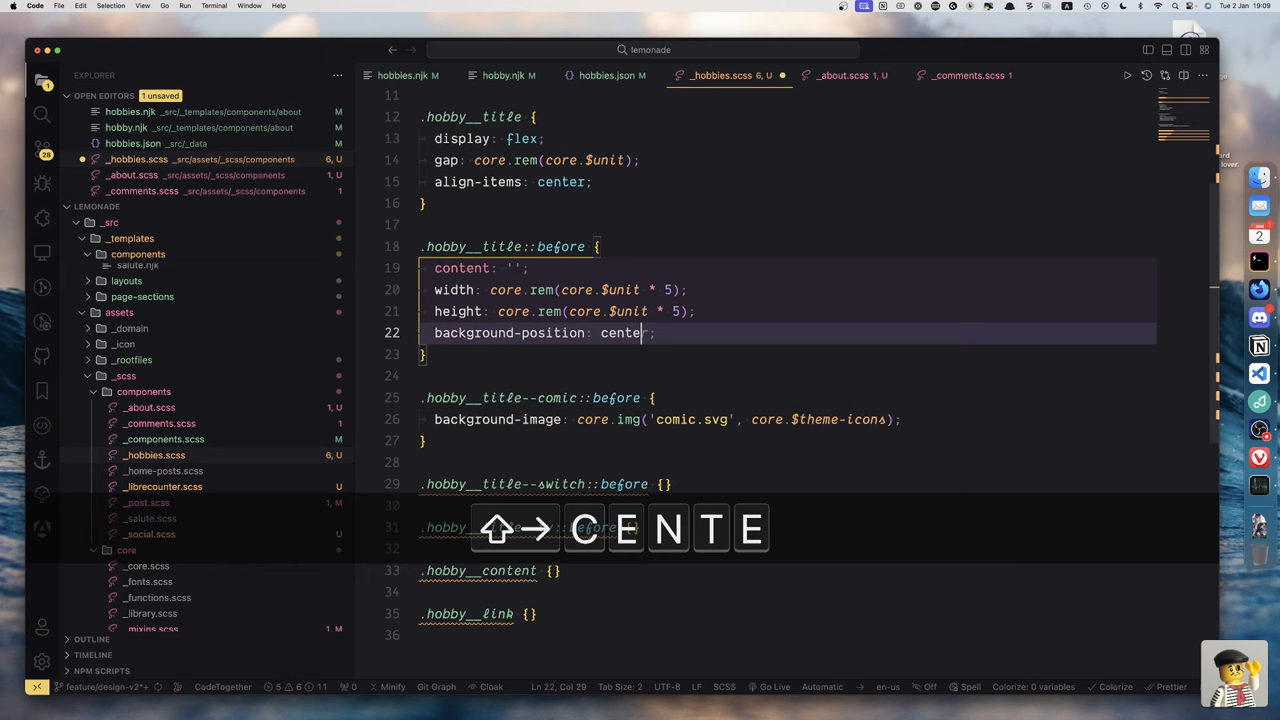 Code File Edit Selection View Go Run Terminal Window Help
A
Tue 2 Jan 19:09
lemonade
EXPLORER
hobbies.njk M
hobby.njk M
hobbies.json M
_hobbies.scss 6, U
_about.scss 1, U
_comments.scss 1
OPEN EDITORS 1 unsaved
hobbies.njk _src/_templates/components/about M
hobby.njk _src/_templates/components/about M
hobbies.json _src/_data M
_hobbies.scss _src/assets/_scss/components 6, U
_about.scss _src/assets/_scss/components 1, U
_comments.scss _src/assets/_scss/components 1
LEMONADE
_src
_templates
components
salute.njk
layouts
page-sections
assets
_domain
_icon
_rootfiles
_scss
components
_about.scss 1, U
_comments.scss 1
_components.scss M
_hobbies.scss 6, U
_home-posts.scss
_librecounter.scss U
_post.scss 1, M
_salute.scss
_social.scss U
core
_core.scss
_fonts.scss
_functions.scss
_library.scss
_mixins.scss
OUTLINE
TIMELINE
NPM SCRIPTS
1
28
11
12 .hobby__title {
13 display: flex;
14 gap: core.rem(core.$unit);
15 align-items: center;
16 }
17
18 .hobby__title::before {
19 content: '';
20 width: core.rem(core.$unit * 5);
21 height: core.rem(core.$unit * 5);
22 background-position: center;
23 }
24
25 .hobby__title--comic::before {
26 background-image: core.img('comic.svg', core.$theme-icons);
27 }
28
29 .hobby__title--switch::before {}
30
31
32
33 .hobby__content {}
34
35 .hobby__link {}
36
⇧→ C E N T E
2
feature/design-v2*+ CodeTogether 5 6 11 0 Minify Git Graph Cloak Ln 22, Col 29 Tab Size: 2 UTF-8 LF SCSS Go Live Automatic en-us Off Spell Colorize: 0 variables Colorize Prettier